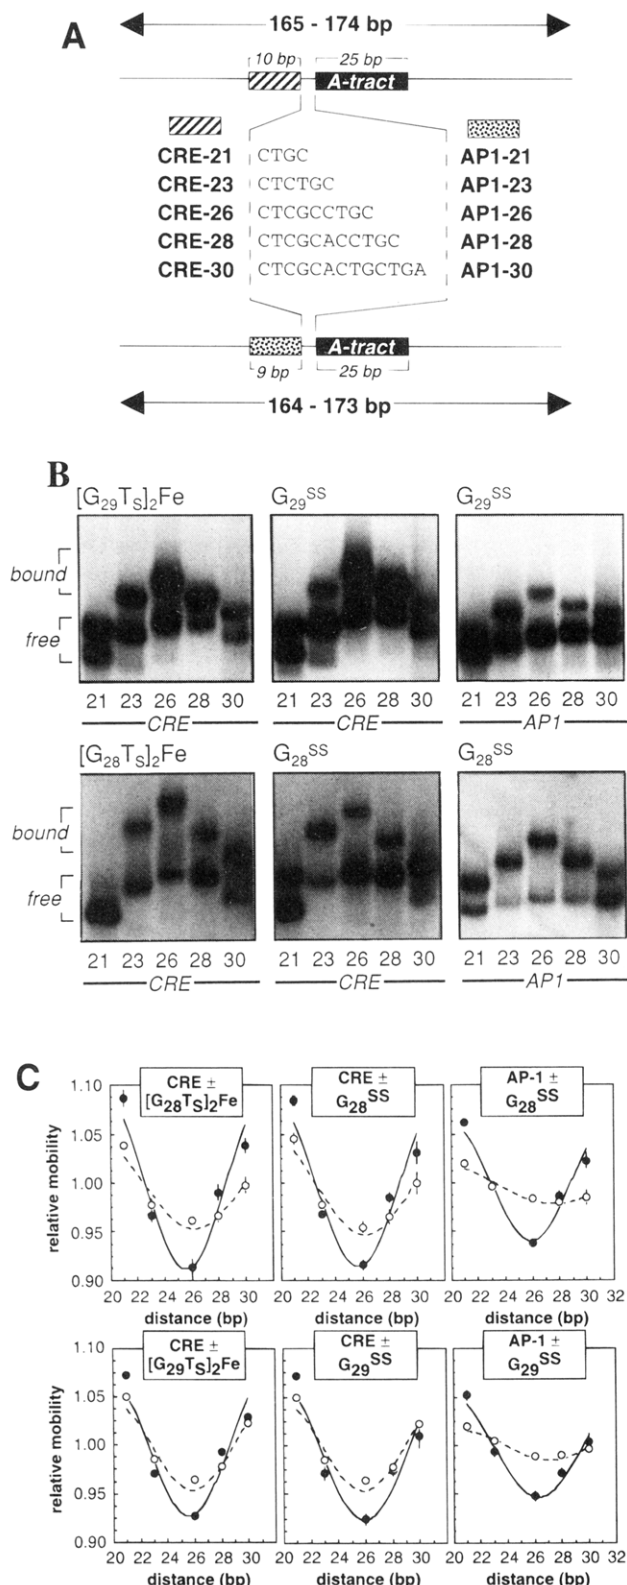 A
165 - 174 bp
10 bp
25 bp
A-tract
CRE-21 CTGC AP1-21
CRE-23 CTCTGC AP1-23
CRE-26 CTCGCCTGC AP1-26
CRE-28 CTCGCACCTGC AP1-28
CRE-30 CTCGCACTGCTGA AP1-30
A-tract
9 bp
25 bp
164 - 173 bp
B
[G29TS]2Fe G29SS G29SS
bound
free
21 23 26 28 30 21 23 26 28 30 21 23 26 28 30
CRE CRE AP1
[G28TS]2Fe G28SS G28SS
bound
free
21 23 26 28 30 21 23 26 28 30 21 23 26 28 30
CRE CRE AP1
C
CRE ± [G28TS]2Fe
CRE ± G28SS
AP-1 ± G28SS
relative mobility
1.10
1.05
1.00
0.95
0.90
20 22 24 26 28 30 20 22 24 26 28 30 20 22 24 26 28 30 32
distance (bp) distance (bp) distance (bp)
CRE ± [G29TS]2Fe
CRE ± G29SS
AP-1 ± G29SS
relative mobility
1.10
1.05
1.00
0.95
0.90
20 22 24 26 28 30 20 22 24 26 28 30 20 22 24 26 28 30 32
distance (bp) distance (bp) distance (bp)